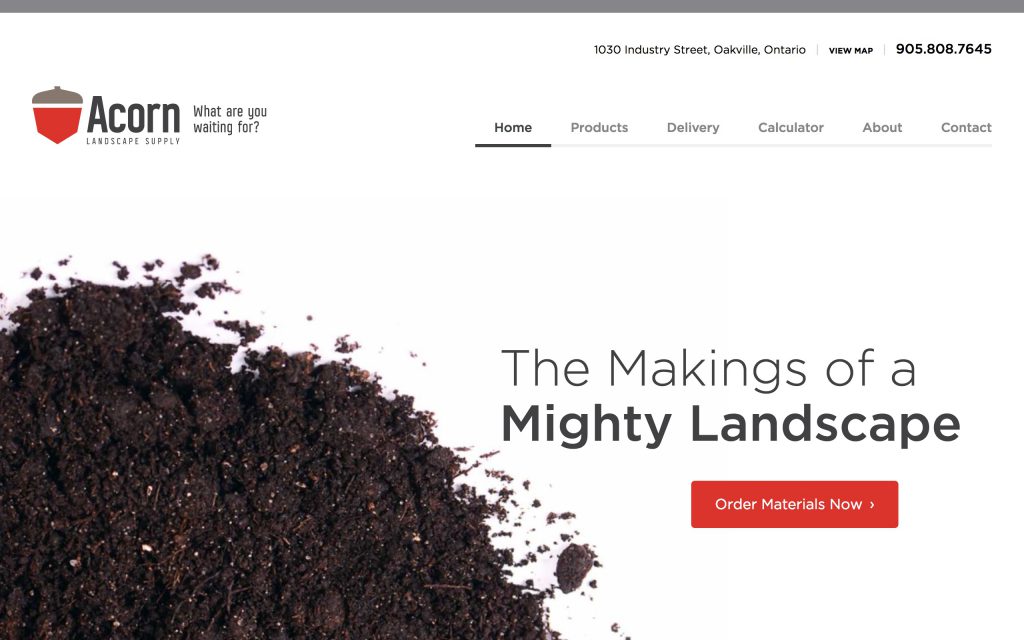 1030 Industry Street, Oakville, Ontario | VIEW MAP | 905.808.7645
Acorn
LANDSCAPE SUPPLY
What are you
waiting for?
Home Products Delivery Calculator About Contact
The Makings of a
Mighty Landscape
Order Materials Now ›